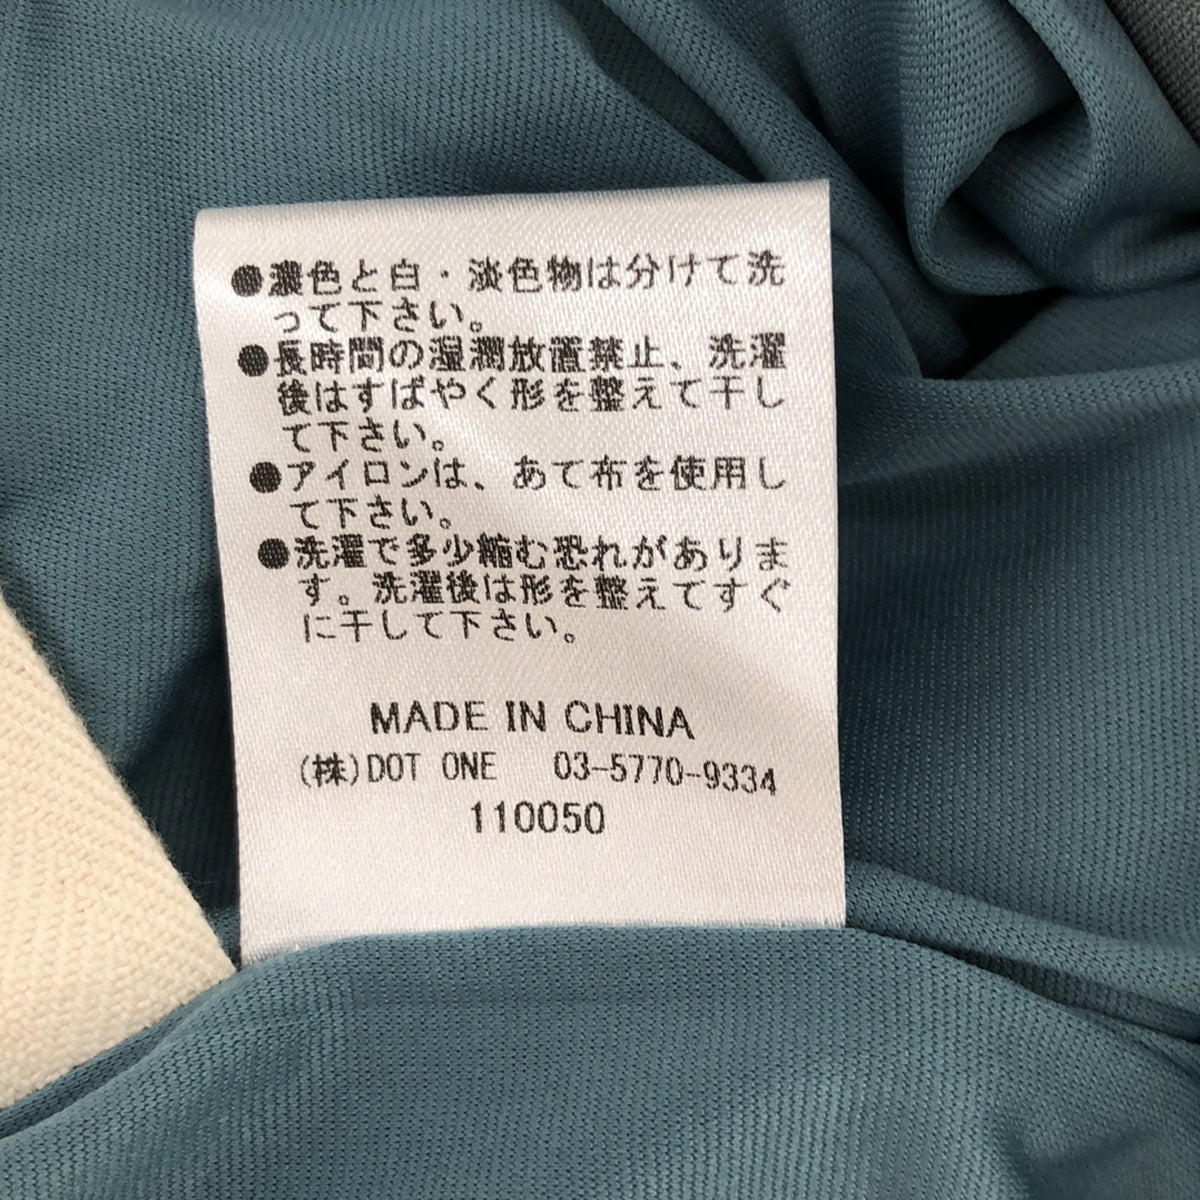 ●濃色と白・淡色物は分けて洗
って下さい。
●長時間の湿潤放置禁止、洗濯
後はすばやく形を整えて干し
て下さい。
●アイロンは、あて布を使用し
て下さい。
●洗濯で多少縮む恐れがありま
す。洗濯後は形を整えてすぐ
に干して下さい。
MADE IN CHINA
(株)DOT ONE 03-5770-9334
110050